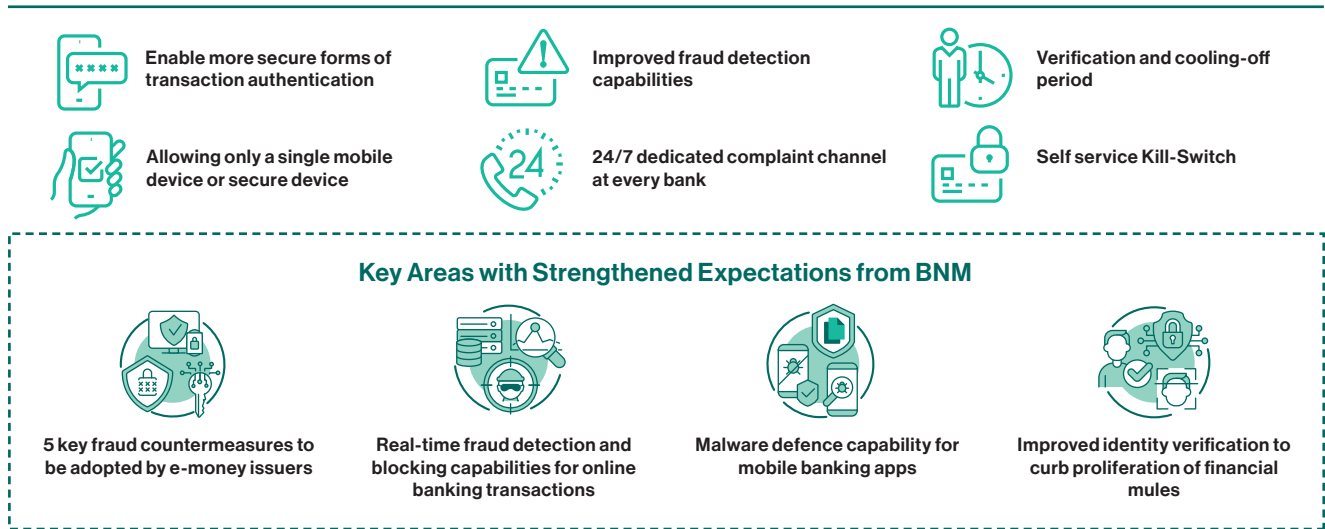 Enable more secure forms of
transaction authentication
Improved fraud detection
capabilities
Verification and cooling-off
period
Allowing only a single mobile
device or secure device
24
24/7 dedicated complaint channel
at every bank
Self service Kill-Switch
Key Areas with Strengthened Expectations from BNM
5 key fraud countermeasures to
be adopted by e-money issuers
Real-time fraud detection and
blocking capabilities for online
banking transactions
Malware defence capability for
mobile banking apps
Improved identity verification to
curb proliferation of financial
mules